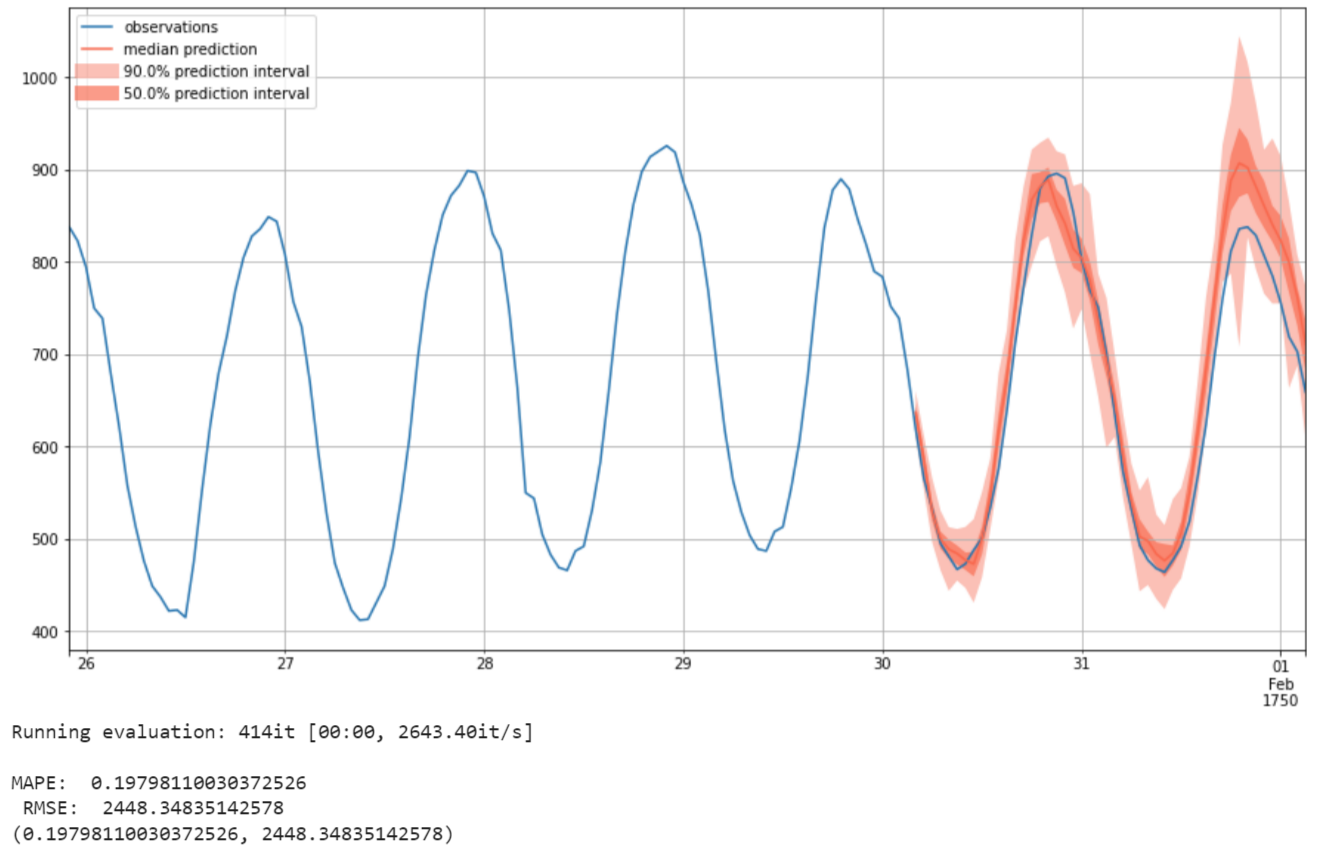 observations
median prediction
90.0% prediction interval
50.0% prediction interval
1000
900
800
700
600
500
400
26
27
28
29
30
31
01
Feb
1750
Running evaluation: 414it [00:00, 2643.40it/s]
MAPE: 0.19798110030372526
RMSE: 2448.34835142578
(0.19798110030372526, 2448.34835142578)